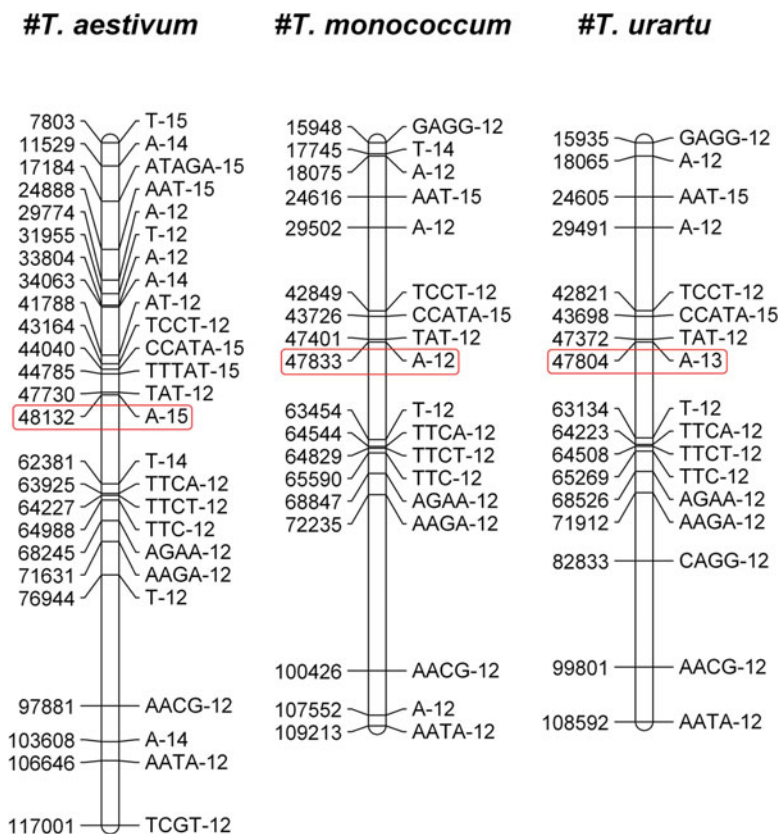 #T. aestivum
7803 T-15
11529 A-14
17184 ATAGA-15
24888 AAT-15
29774 A-12
31955 T-12
33804 A-12
34063 A-14
41788 AT-12
43164 TCCT-12
44040 CCATA-15
44785 TTTAT-15
47730 TAT-12
48132 A-15
62381 T-14
63925 TTCA-12
64227 TTCT-12
64988 TTC-12
68245 AGAA-12
71631 AAGA-12
76944 T-12
97881 AACG-12
103608 A-14
106646 AATA-12
117001 TCGT-12
#T. monococcum
15948 GAGG-12
17745 T-14
18075 A-12
24616 AAT-15
29502 A-12
42849 TCCT-12
43726 CCATA-15
47401 TAT-12
47833 A-12
63454 T-12
64544 TTCA-12
64829 TTCT-12
65590 TTC-12
68847 AGAA-12
72235 AAGA-12
100426 AACG-12
107552 A-12
109213 AATA-12
#T. urartu
15935 GAGG-12
18065 A-12
24605 AAT-15
29491 A-12
42821 TCCT-12
43698 CCATA-15
47372 TAT-12
47804 A-13
63134 T-12
64223 TTCA-12
64508 TTCT-12
65269 TTC-12
68526 AGAA-12
71912 AAGA-12
82833 CAGG-12
99801 AACG-12
108592 AATA-12